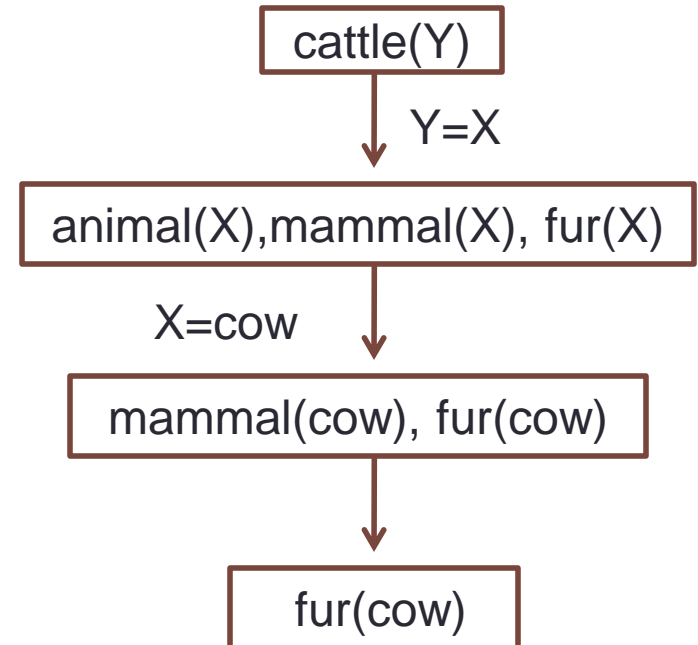 cattle(Y)
Y=X
animal(X),mammal(X), fur(X)
X=cow
mammal(cow), fur(cow)
fur(cow)